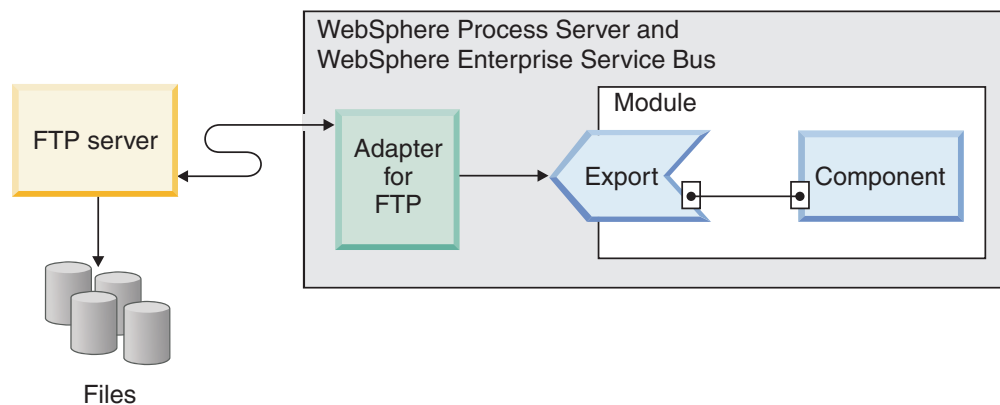 WebSphere Process Server and
WebSphere Enterprise Service Bus
Module
FTP server
Adapter
for
FTP
Export
Component
Files